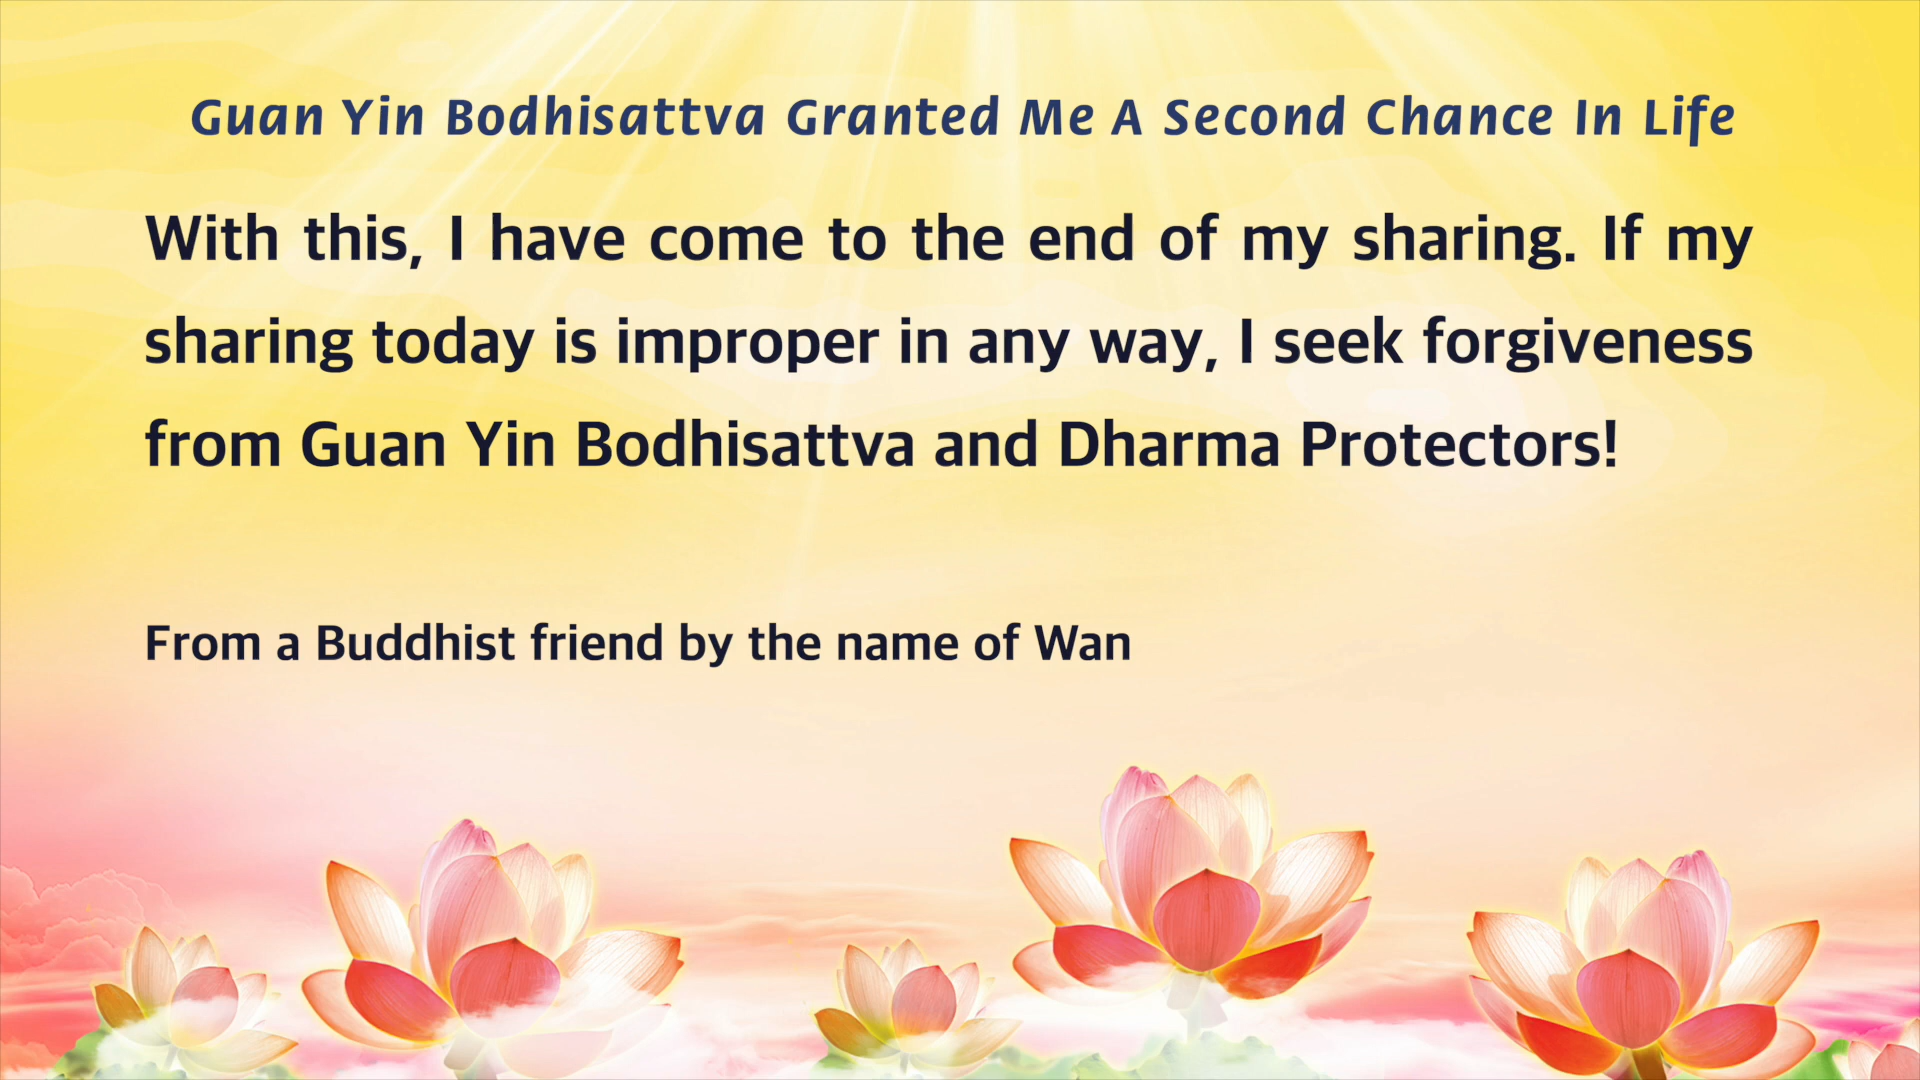 Guan Yin Bodhisattva Granted Me A Second Chance In Life
With this, I have come to the end of my sharing. If my
sharing today is improper in any way, I seek forgiveness
from Guan Yin Bodhisattva and Dharma Protectors!
From a Buddhist friend by the name of Wan